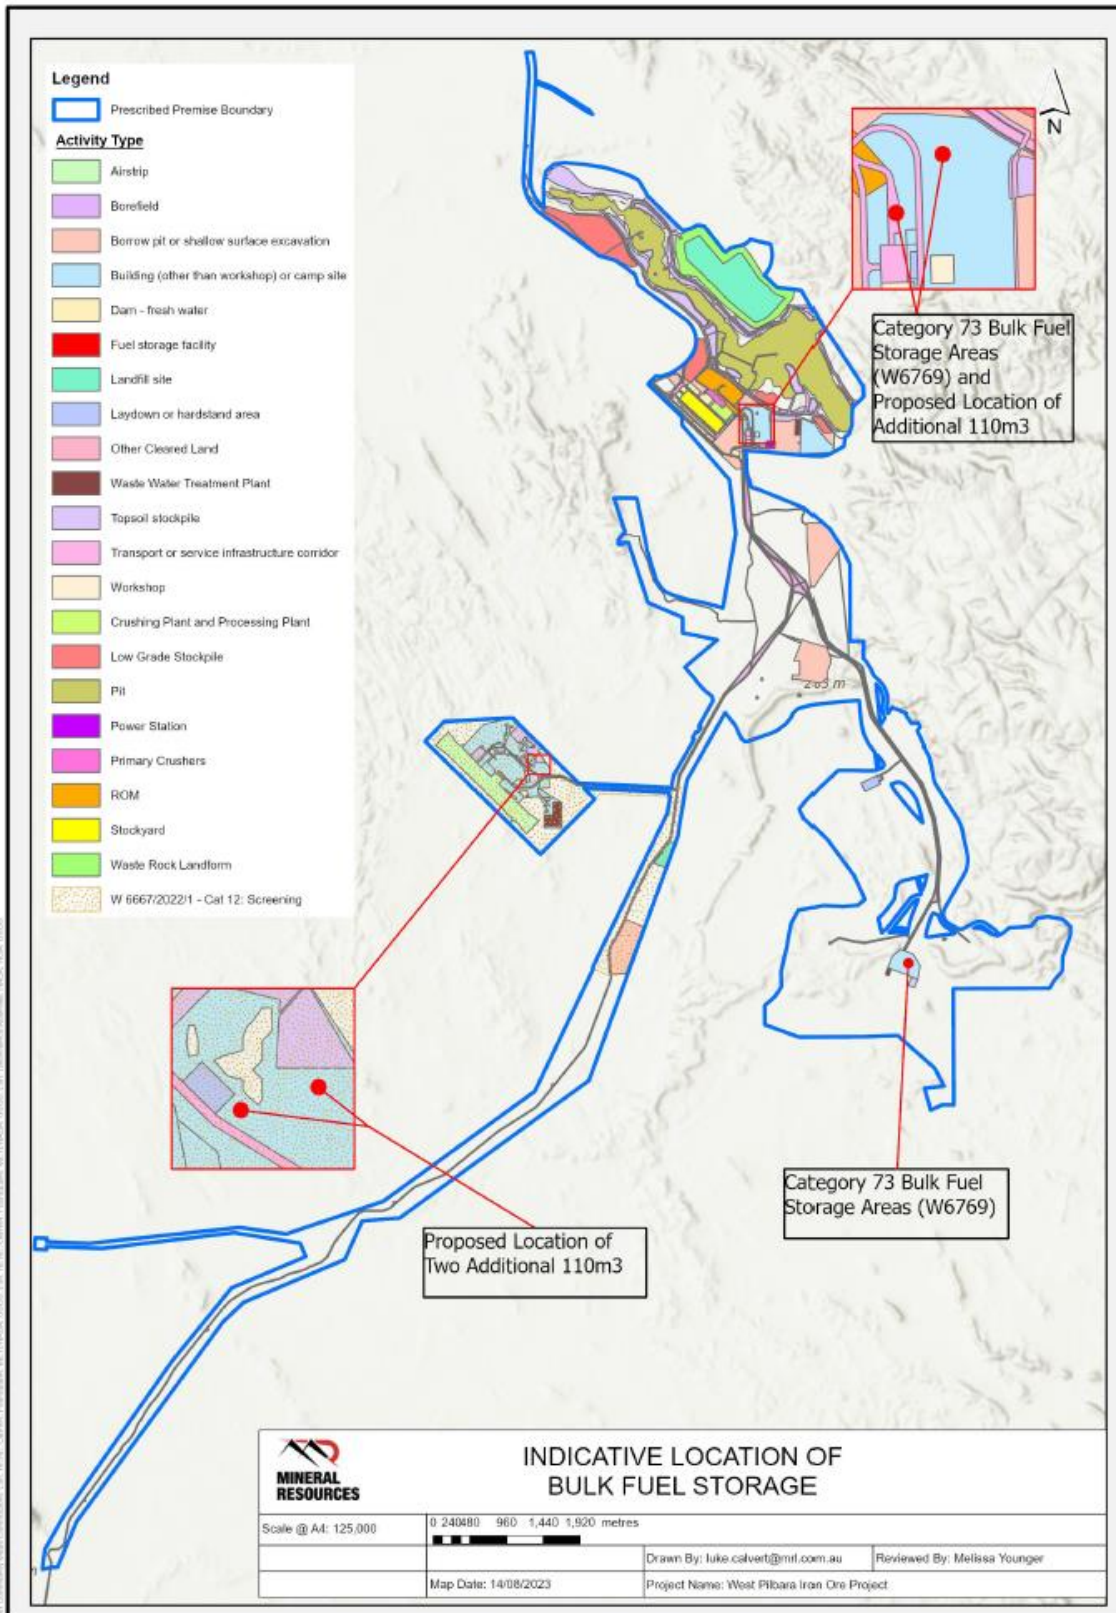 Legend
Prescribed Premise Boundary
Activity Type
Airstrip
Borefield
Borrow pit or shallow surface excavation
Building (other than workshop) or camp site
Dam - fresh water
Fuel storage facility
Landfill site
Laydown or hardstand area
Other Cleared Land
Waste Water Treatment Plant
Topsoil stockpile
Transport or service infrastructure corridor
Workshop
Crushing Plant and Processing Plant
Low Grade Stockpile
Pit
Power Station
Primary Crushers
ROM
Stockyard
Waste Rock Landform
W 6667/2022/1 - Cat 12: Screening
N
Category 73 Bulk Fuel
Storage Areas
(W6769) and
Proposed Location of
Additional 110m3
Category 73 Bulk Fuel
Storage Areas (W6769)
Proposed Location of
Two Additional 110m3
MINERAL
RESOURCES
INDICATIVE LOCATION OF
BULK FUEL STORAGE
Scale @ A4: 125,000
0 240480 960 1,440 1,920 metres
Drawn By: luke.calvert@mrl.com.au
Reviewed By: Melissa Younger
Map Date: 14/08/2023
Project Name: West Pilbara Iron Ore Project